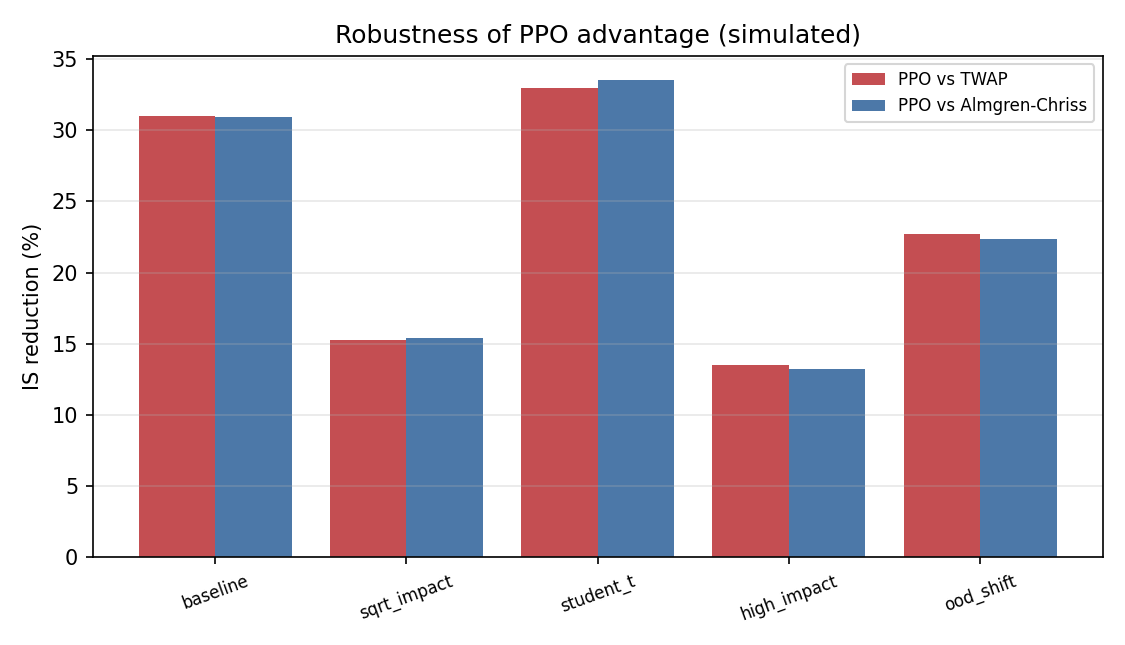 Robustness of PPO advantage (simulated)
PPO vs TWAP
PPO vs Almgren-Chriss
IS reduction (%)
35
30
25
20
15
10
5
0
baseline
sqrt_impact
student_t
high_impact
ood_shift